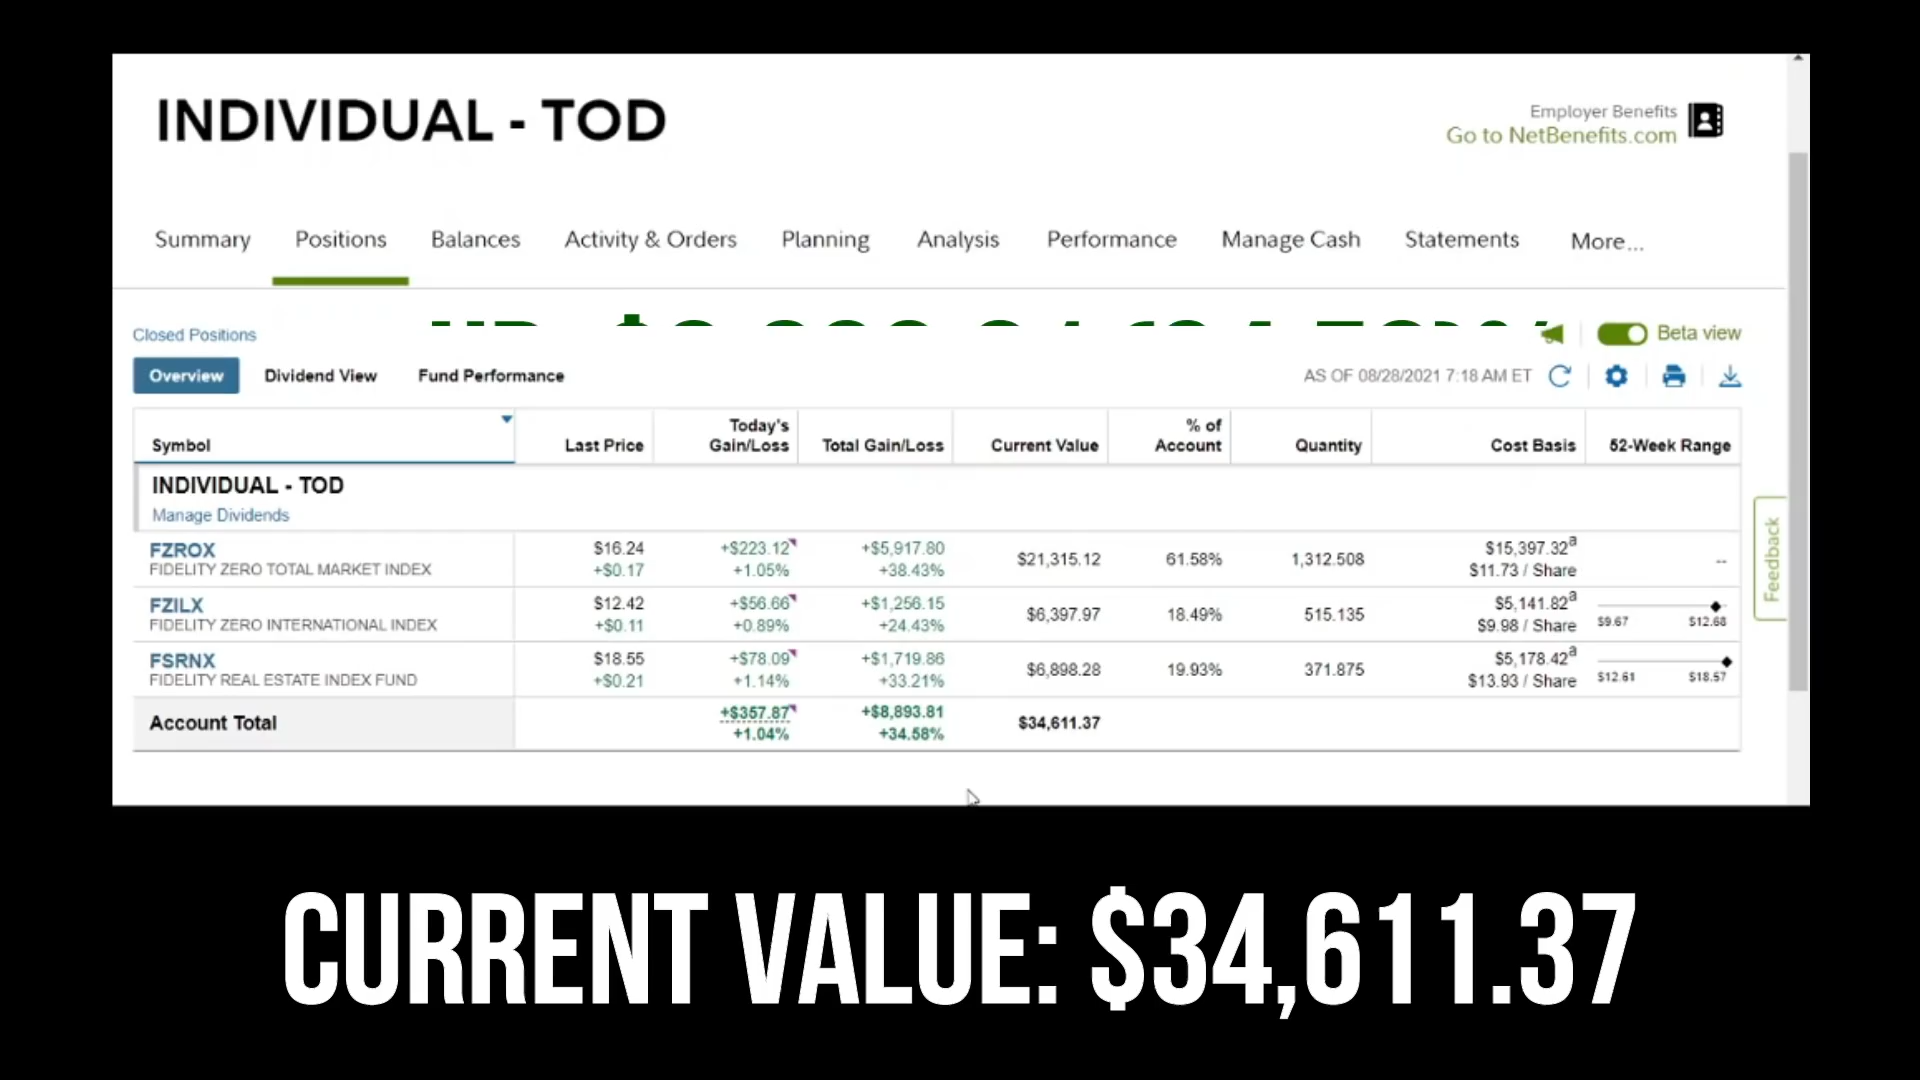 INDIVIDUAL - TOD
Employer Benefits
Go to NetBenefits.com
Summary Positions Balances Activity & Orders Planning Analysis Performance Manage Cash Statements More...
Closed Positions
Beta view
Overview Dividend View Fund Performance
AS OF 08/28/2021 7:18 AM ET
Symbol Last Price Today's Gain/Loss Total Gain/Loss Current Value % of Account Quantity Cost Basis 52-Week Range
INDIVIDUAL - TOD
Manage Dividends
FZROX $16.24 +$223.12 +$5,917.80 $21,315.12 61.58% 1,312.508 $15,397.32a --
FIDELITY ZERO TOTAL MARKET INDEX +$0.17 +1.05% +38.43% $11.73 / Share
FZILX $12.42 +$56.66 +$1,256.15 $6,397.97 18.49% 515.135 $5,141.82a
FIDELITY ZERO INTERNATIONAL INDEX +$0.11 +0.89% +24.43% $9.98 / Share $9.67 $12.68
FSRNX $18.55 +$78.09 +$1,719.86 $6,898.28 19.93% 371.875 $5,178.42a
FIDELITY REAL ESTATE INDEX FUND +$0.21 +1.14% +33.21% $13.93 / Share $12.61 $18.57
Account Total +$357.87 +$8,893.81 $34,611.37
+1.04% +34.58%
Feedback
CURRENT VALUE: $34,611.37